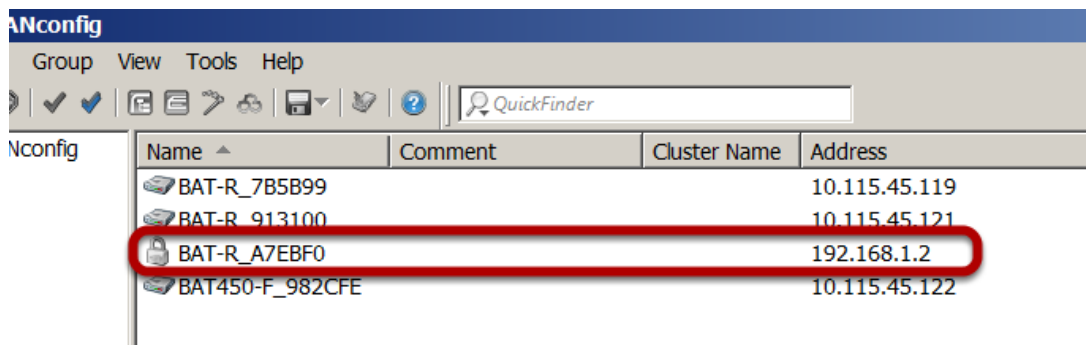 ANconfig
Group View Tools Help
QuickFinder
Nconfig
Name Comment Cluster Name Address
BAT-R_7B5B99 10.115.45.119
BAT-R_913100 10.115.45.121
BAT-R_A7EBF0 192.168.1.2
BAT450-F_982CFE 10.115.45.122